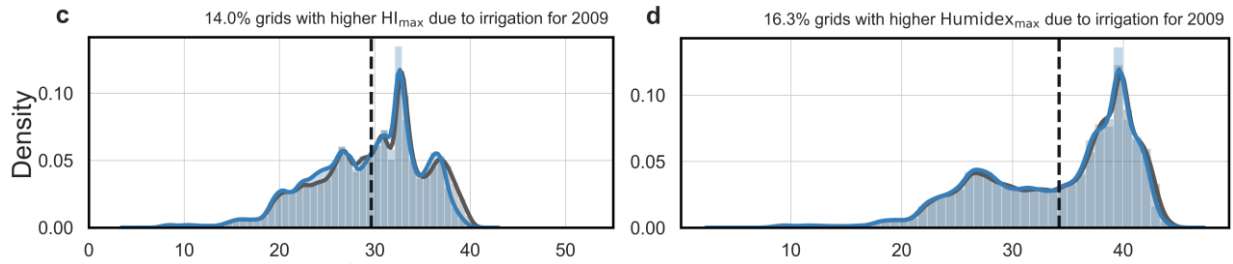 c
14.0% grids with higher HImax due to irrigation for 2009
Density
0.10
0.05
0.00
0 10 20 30 40 50
d
16.3% grids with higher Humidexmax due to irrigation for 2009
0.10
0.05
0.00
10 20 30 40